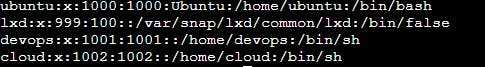 ubuntu:x:1000:1000:Ubuntu:/home/ubuntu:/bin/bash
lxd:x:999:100::/var/snap/lxd/common/lxd:/bin/false
devops:x:1001:1001::/home/devops:/bin/sh
cloud:x:1002:1002::/home/cloud:/bin/sh